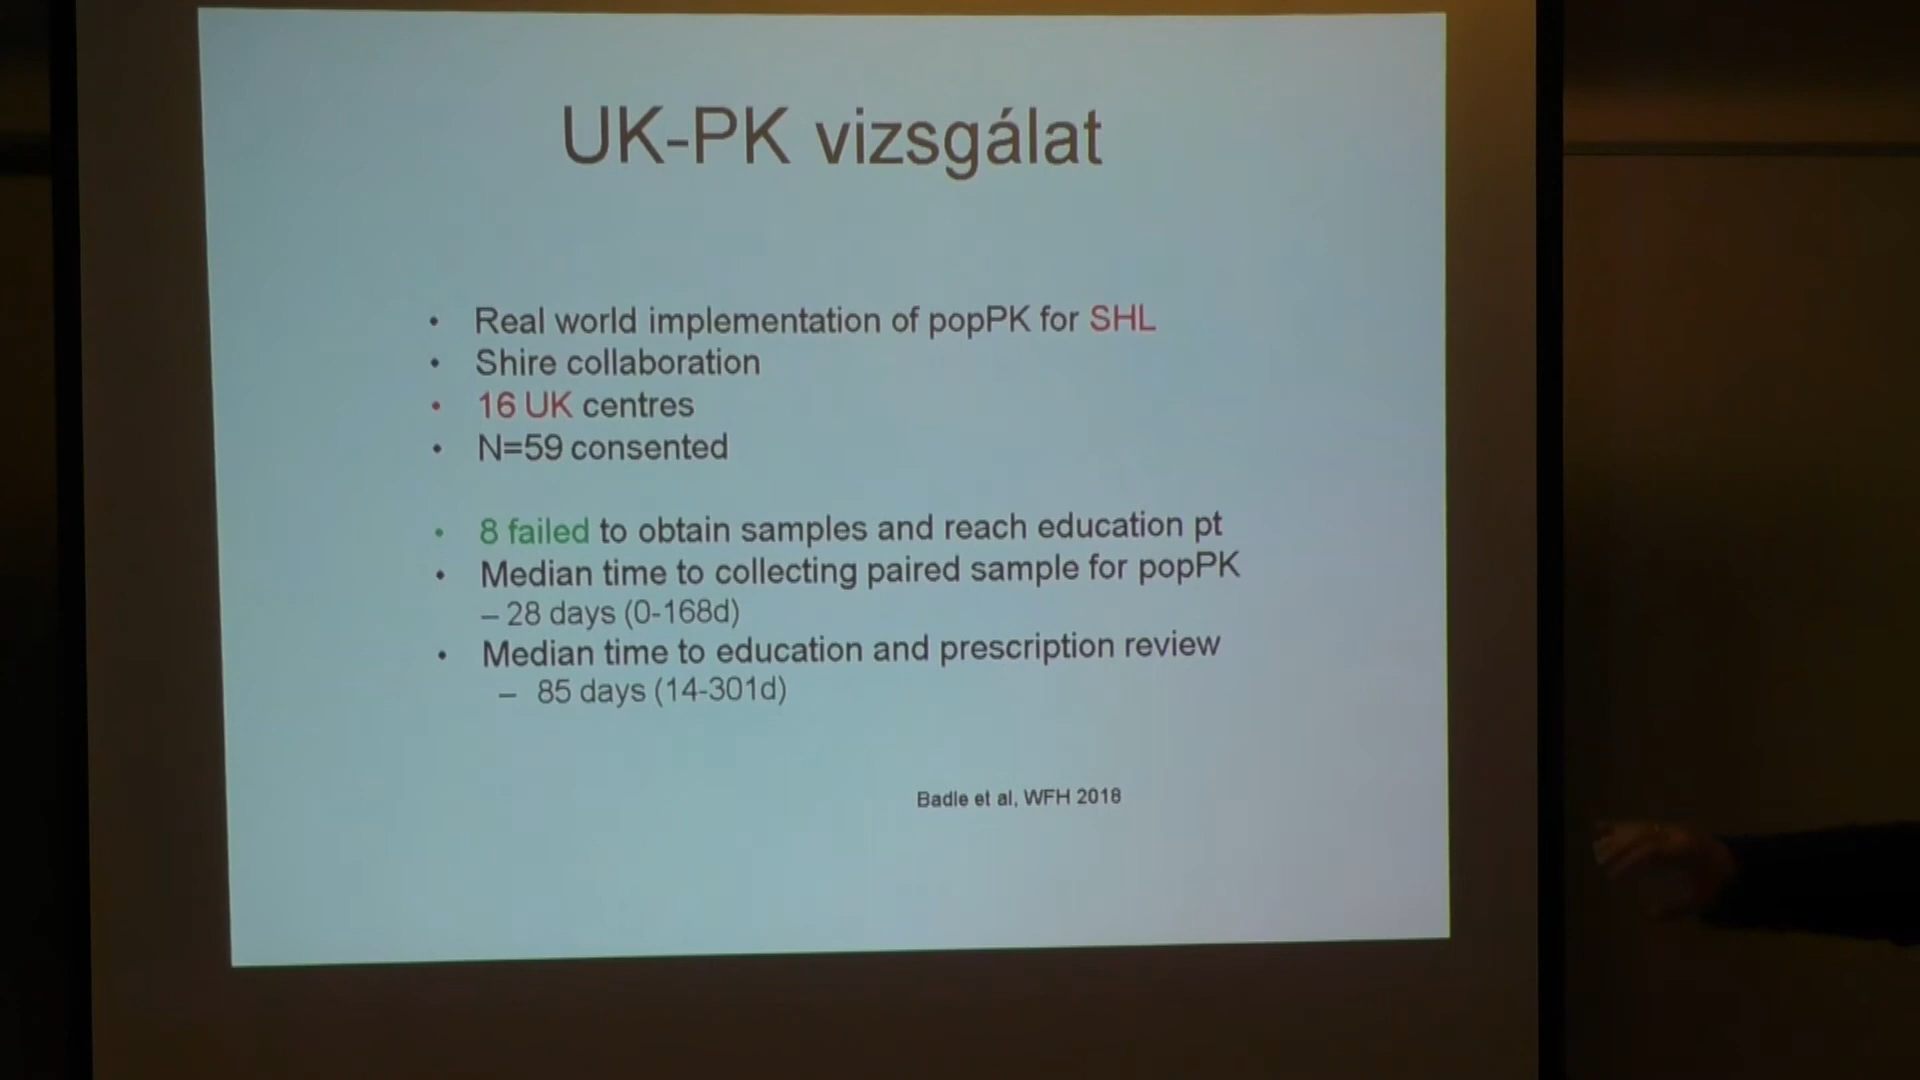 UK-PK vizsgálat
• Real world implementation of popPK for SHL
• Shire collaboration
• 16 UK centres
• N=59 consented
• 8 failed to obtain samples and reach education pt
• Median time to collecting paired sample for popPK
– 28 days (0-168d)
• Median time to education and prescription review
– 85 days (14-301d)
Badle et al, WFH 2018